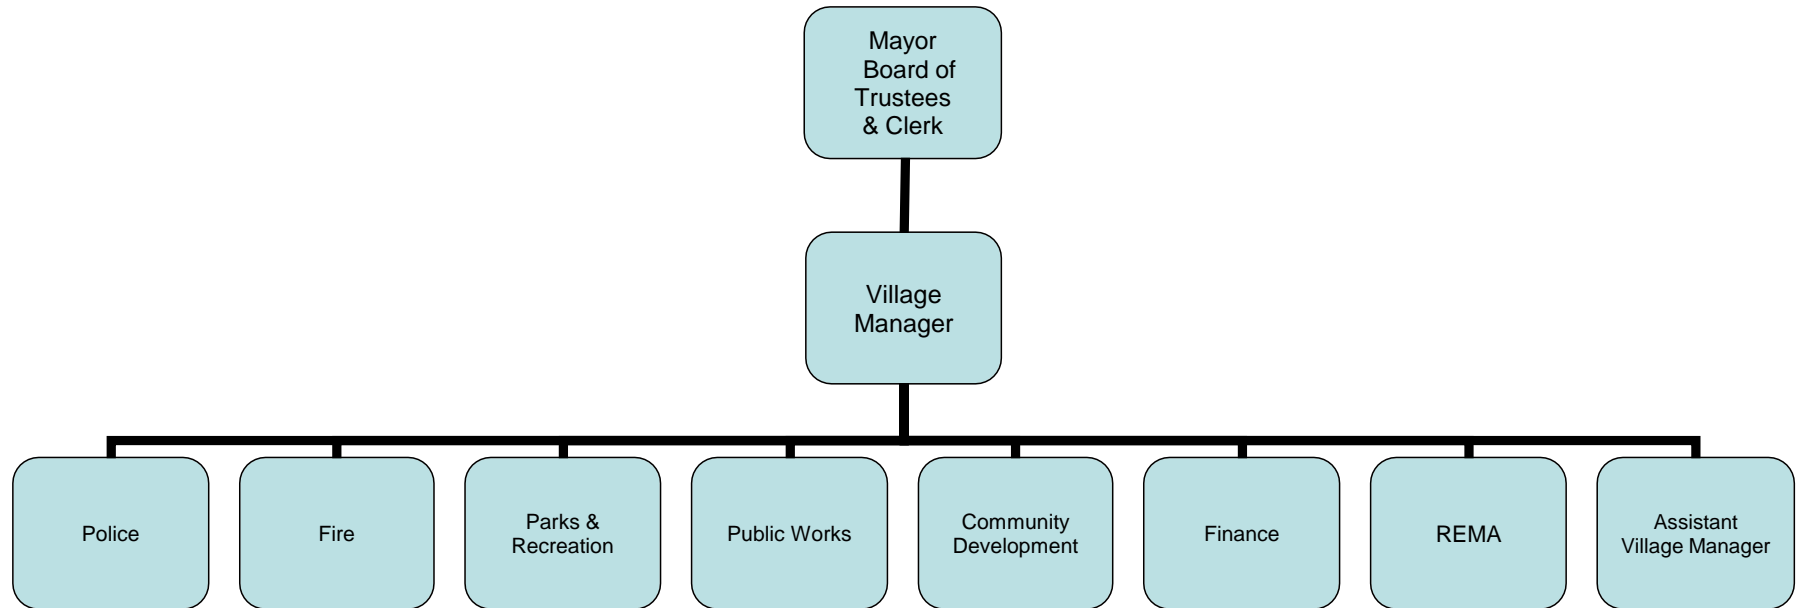 Mayor
Board of
Trustees
& Clerk
Village
Manager
Police
Fire
Parks &
Recreation
Public Works
Community
Development
Finance
REMA
Assistant
Village Manager